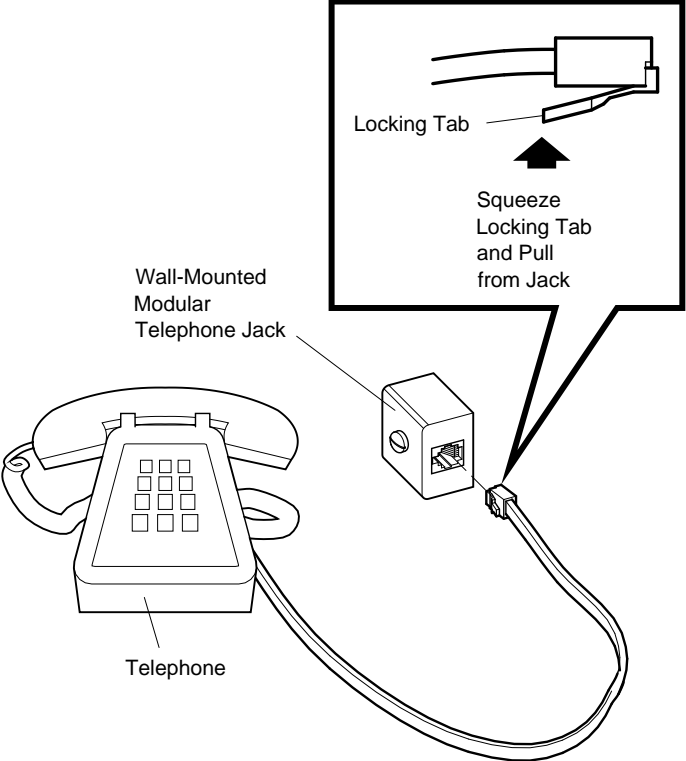 Locking Tab
Squeeze
Locking Tab
and Pull
from Jack
Wall-Mounted
Modular
Telephone Jack
Telephone